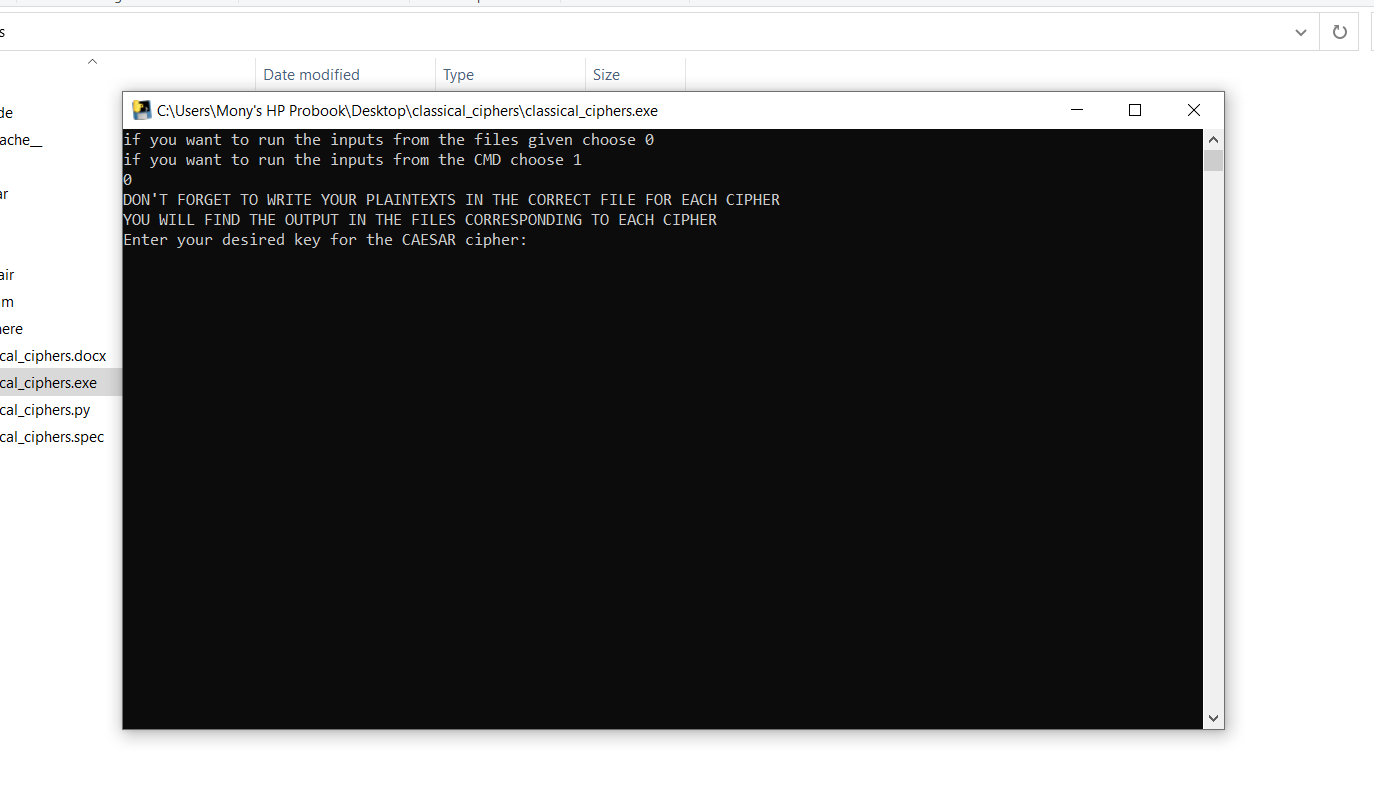 s
Date modified Type Size
C:\Users\Mony's HP Probook\Desktop\classical_ciphers\classical_ciphers.exe
if you want to run the inputs from the files given choose 0
if you want to run the inputs from the CMD choose 1
0
DON'T FORGET TO WRITE YOUR PLAINTEXTS IN THE CORRECT FILE FOR EACH CIPHER
YOU WILL FIND THE OUTPUT IN THE FILES CORRESPONDING TO EACH CIPHER
Enter your desired key for the CAESAR cipher:
de
ache__
ar
air
m
here
cal_ciphers.docx
cal_ciphers.exe
cal_ciphers.py
cal_ciphers.spec